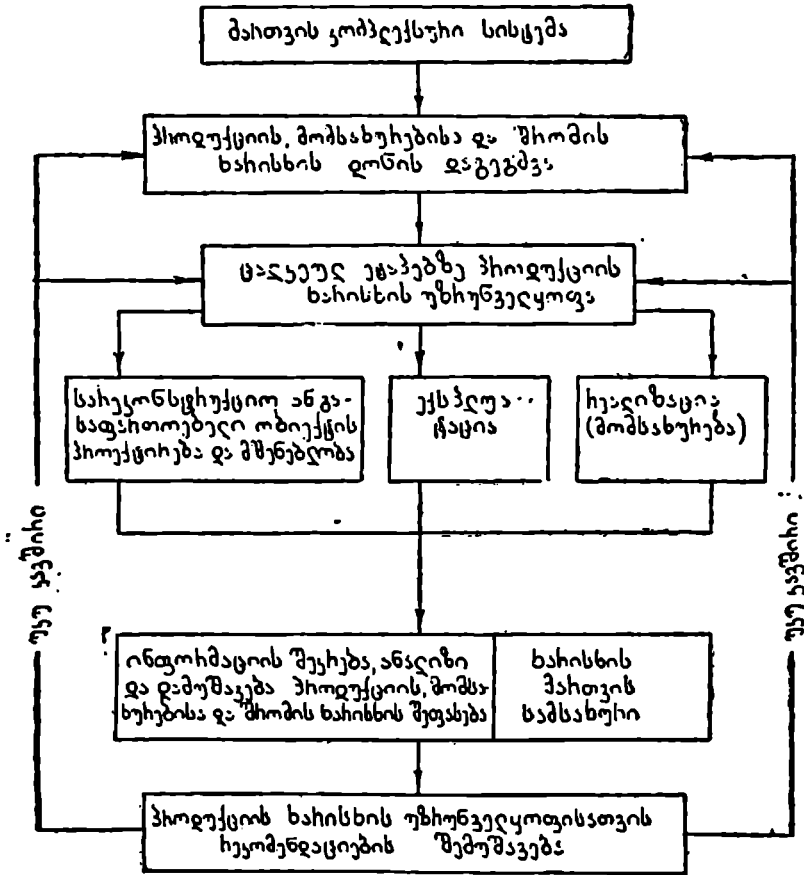 მართვის კომპლექსური სისტემა
პროდუქციის, მომსახურებისა და შრომის
ხარისხის დონის დაგეგმვა
ცალკეულ ეტაპებზე პროდუქციის
ხარისხის უზრუნველყოფა
სარეკონსტრუქციო ან გა-
საფართოებელი ობიექტის
პროექტირება და მშენებლობა
ექსპლუა-
ტაცია
რეალიზაცია
(მომსახურება)
უკუ კავშირი
უკუ კავშირი
ინფორმაციის შეკრება, ანალიზი
და დამუშავება პროდუქციის, მომსა-
ხურებისა და შრომის ხარისხის შეფასება
ხარისხის
მართვის
სამსახური
პროდუქციის ხარისხის უზრუნველყოფისათვის
რეკომენდაციების შემუშავება